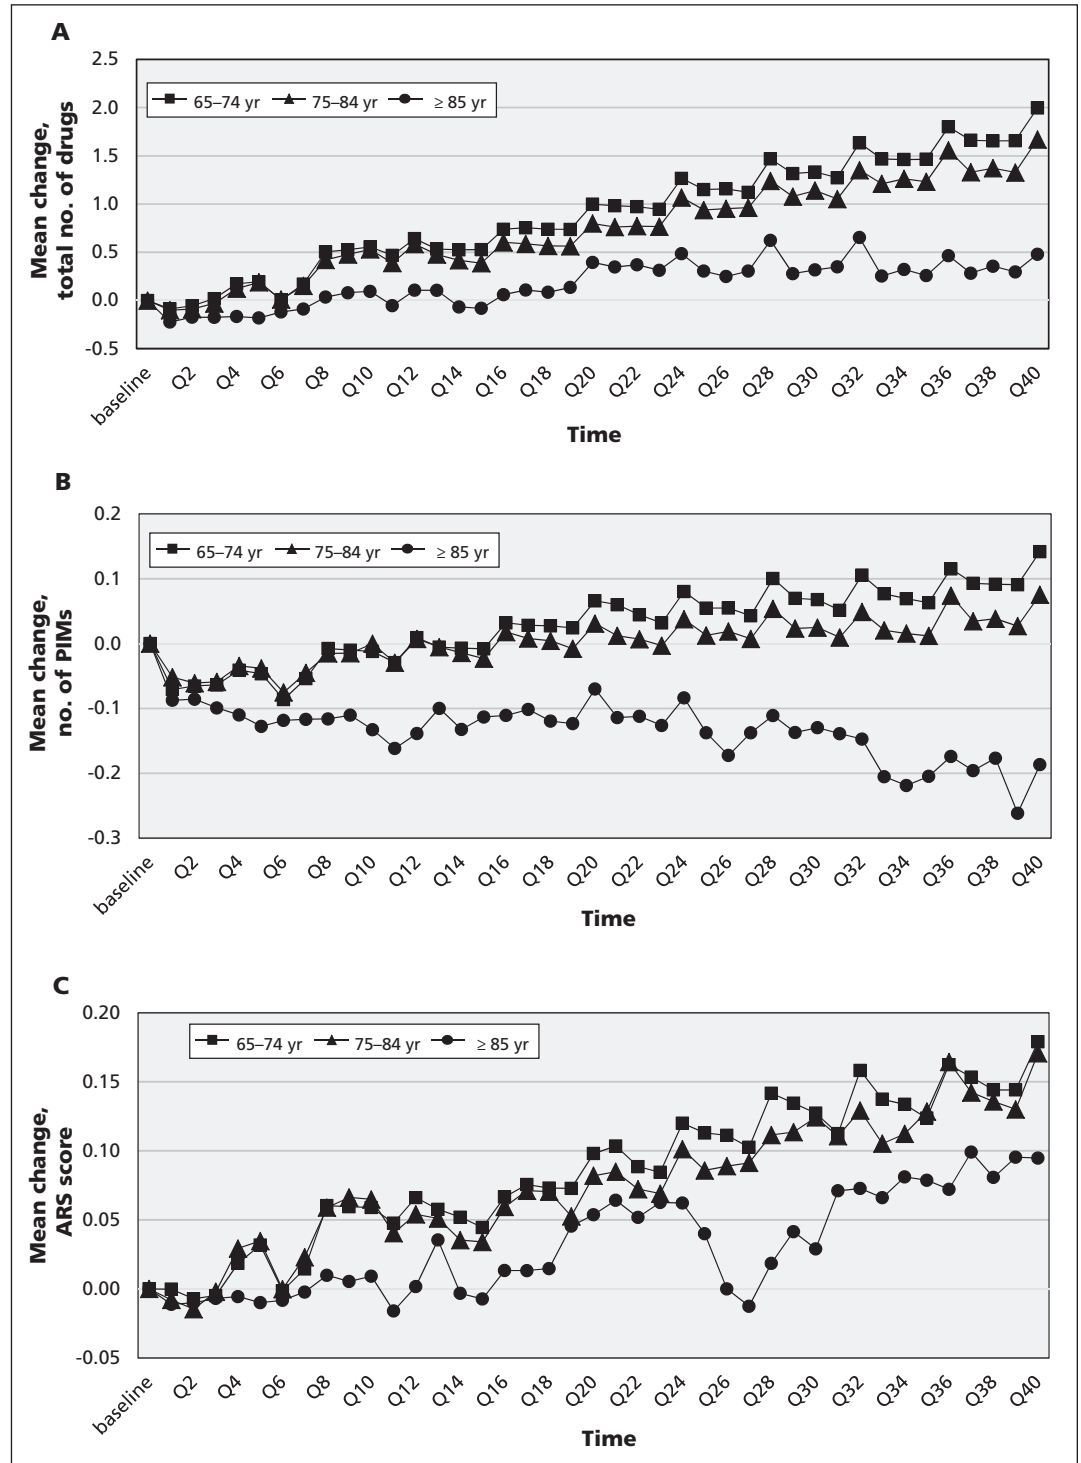 A
Mean change,
total no. of drugs
2.5
2.0
1.5
1.0
0.5
0.0
-0.5
65–74 yr 75–84 yr ≥ 85 yr
baseline Q2 Q4 Q6 Q8 Q10 Q12 Q14 Q16 Q18 Q20 Q22 Q24 Q26 Q28 Q30 Q32 Q34 Q36 Q38 Q40
Time
B
Mean change,
no. of PIMs
0.2
0.1
0.0
-0.1
-0.2
-0.3
65–74 yr 75–84 yr ≥ 85 yr
baseline Q2 Q4 Q6 Q8 Q10 Q12 Q14 Q16 Q18 Q20 Q22 Q24 Q26 Q28 Q30 Q32 Q34 Q36 Q38 Q40
Time
C
Mean change,
ARS score
0.20
0.15
0.10
0.05
0.00
-0.05
65–74 yr 75–84 yr ≥ 85 yr
baseline Q2 Q4 Q6 Q8 Q10 Q12 Q14 Q16 Q18 Q20 Q22 Q24 Q26 Q28 Q30 Q32 Q34 Q36 Q38 Q40
Time